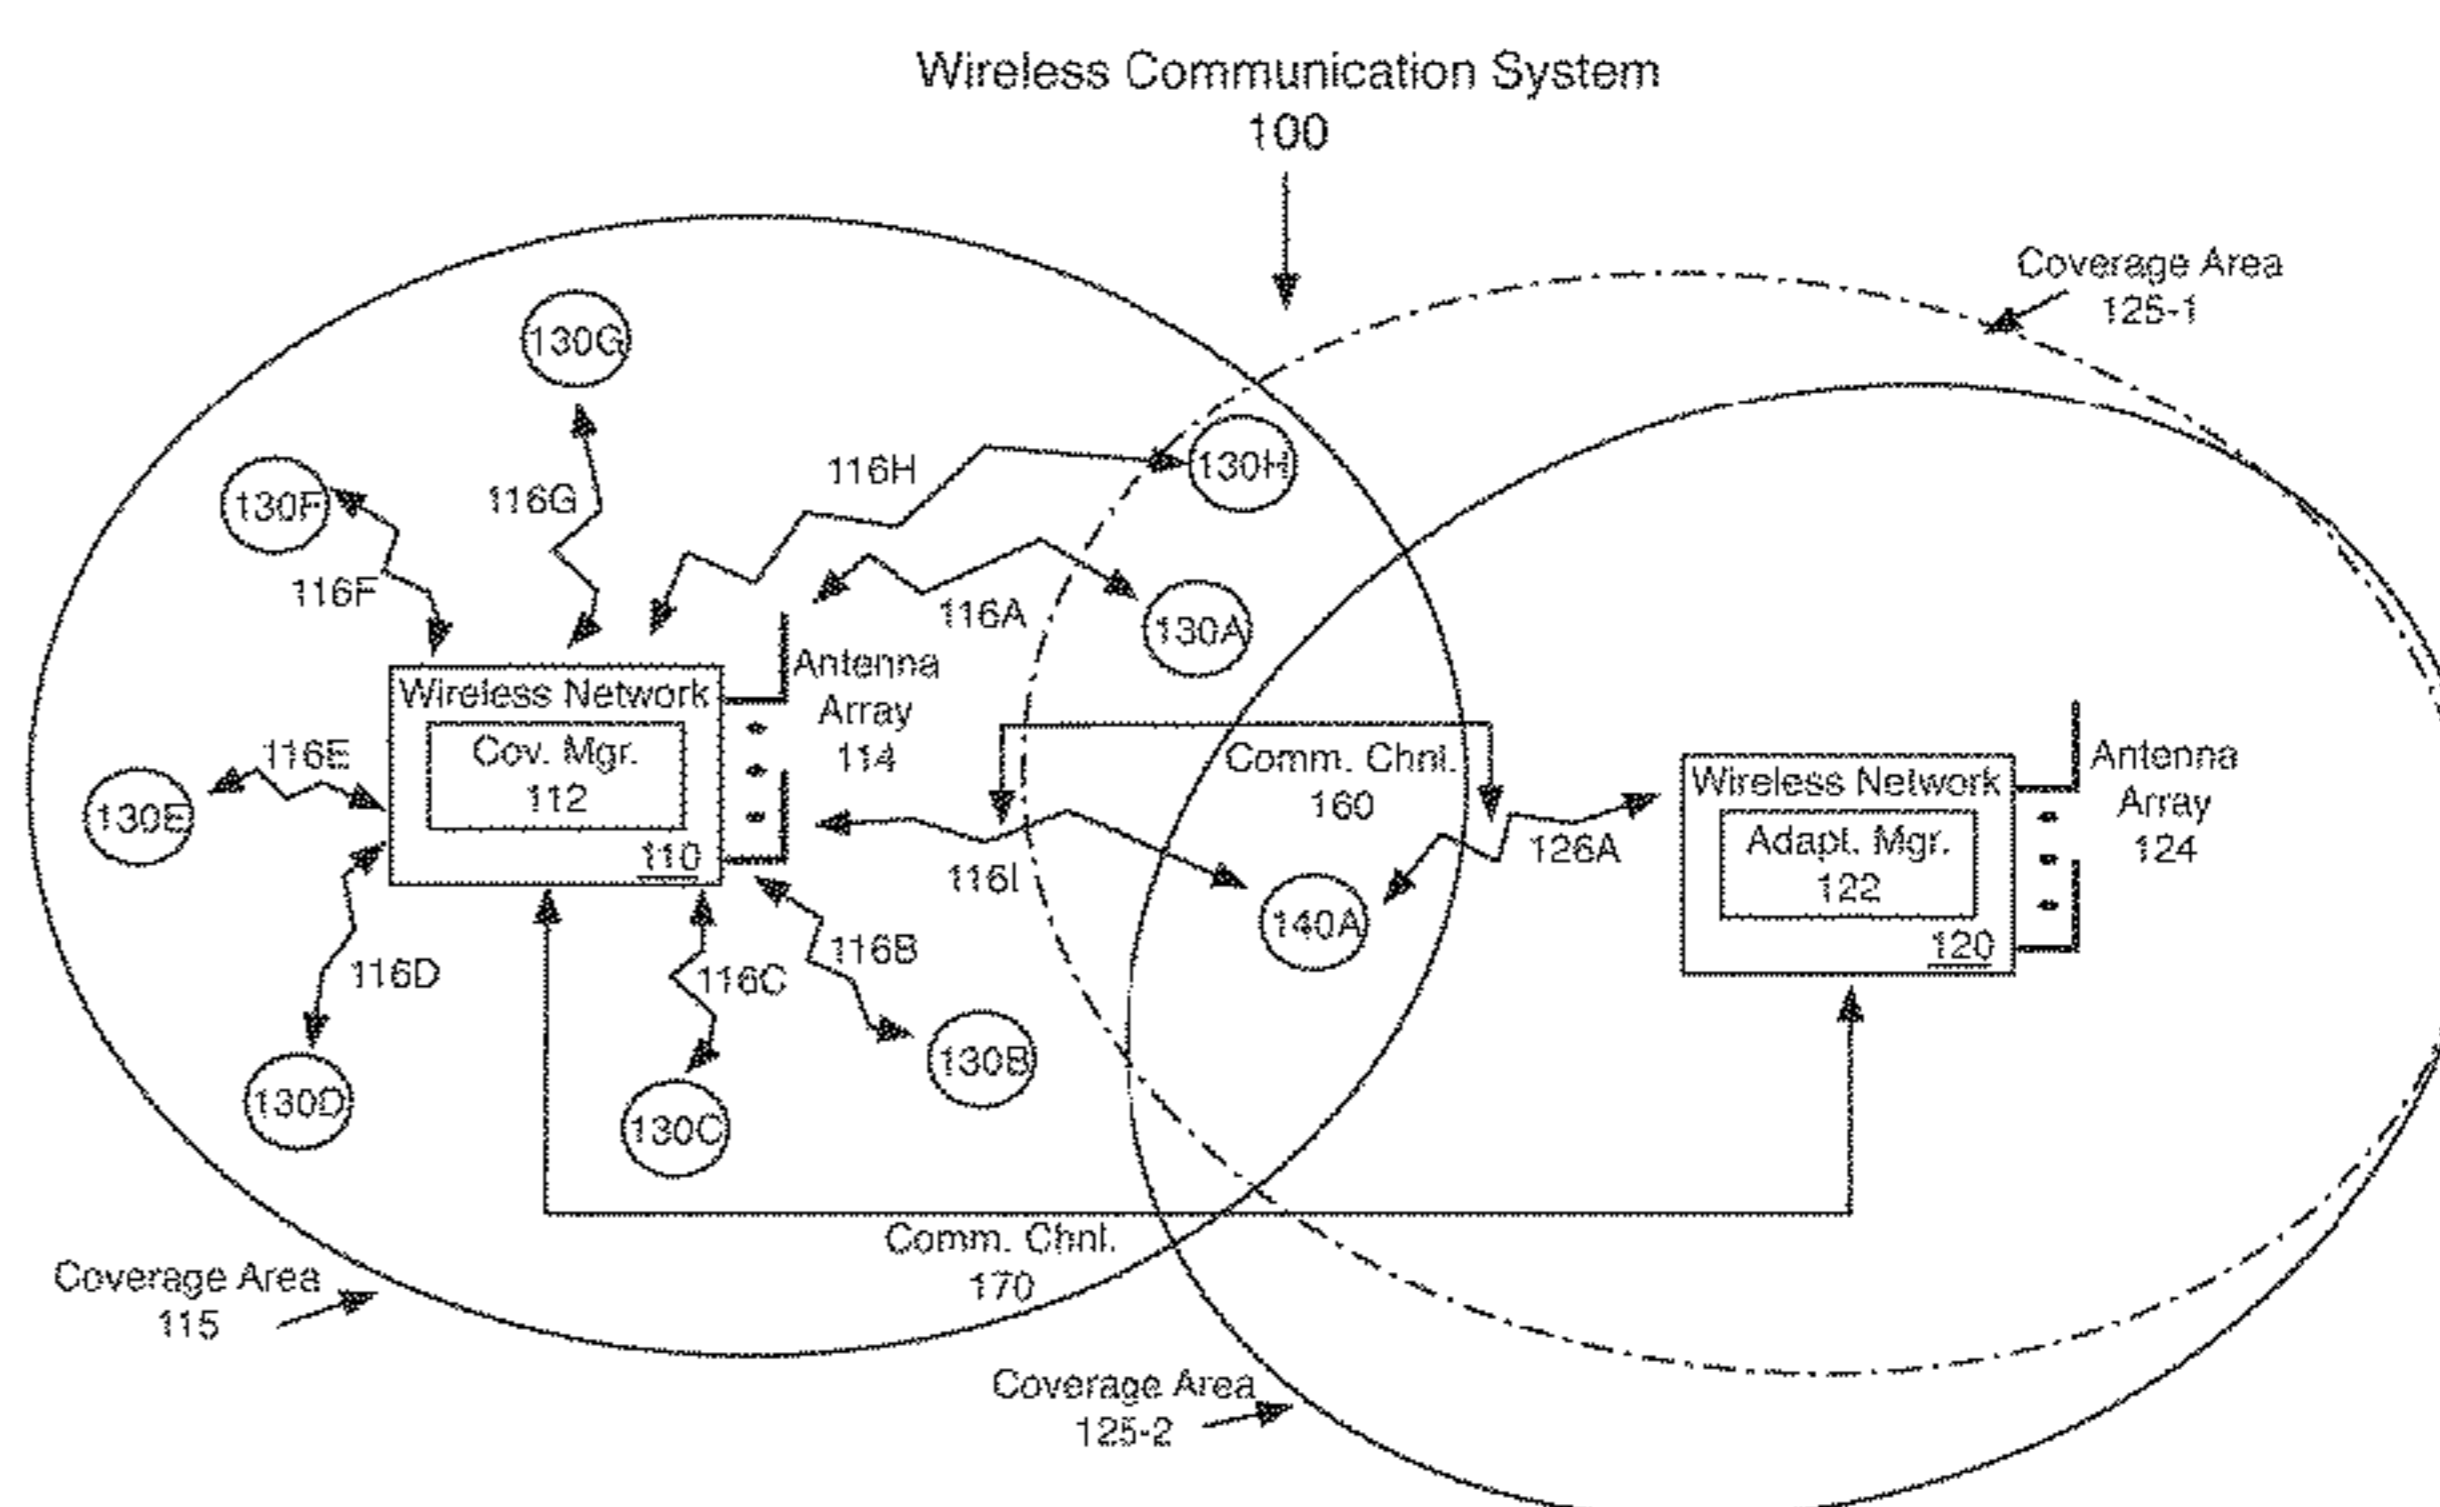 Wireless Communication System
100
Coverage Area
125-1
130G
130H
116H
130F
116G
116F
116A
130A
Antenna
Array
114
Wireless Network
Cov. Mgr.
112
110
116E
130E
Comm. Chnl.
160
Wireless Network
Adapt. Mgr.
122
120
Antenna
Array
124
126A
116I
140A
116D
116C
116B
130B
130D
130C
Comm. Chnl.
170
Coverage Area
115
Coverage Area
125-2